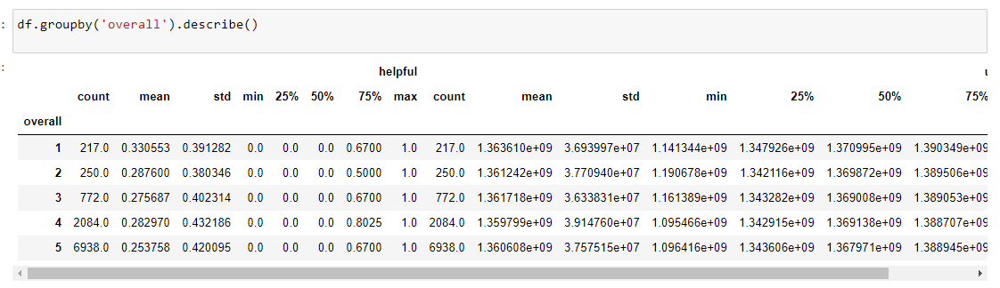 : df.groupby('overall').describe()
:
helpful
count mean std min 25% 50% 75% max count mean std min 25% 50% 75%
overall
1 217.0 0.330553 0.391282 0.0 0.0 0.0 0.6700 1.0 217.0 1.363610e+09 3.693997e+07 1.141344e+09 1.347926e+09 1.370995e+09 1.390349e+09
2 250.0 0.287600 0.380346 0.0 0.0 0.0 0.5000 1.0 250.0 1.361242e+09 3.770940e+07 1.190678e+09 1.342116e+09 1.369872e+09 1.389506e+09
3 772.0 0.275687 0.402314 0.0 0.0 0.0 0.6700 1.0 772.0 1.361718e+09 3.633831e+07 1.161389e+09 1.343282e+09 1.369008e+09 1.389053e+09
4 2084.0 0.282970 0.432186 0.0 0.0 0.0 0.8025 1.0 2084.0 1.359799e+09 3.914760e+07 1.095466e+09 1.342915e+09 1.369138e+09 1.388707e+09
5 6938.0 0.253758 0.420095 0.0 0.0 0.0 0.6700 1.0 6938.0 1.360608e+09 3.757515e+07 1.096416e+09 1.343606e+09 1.367971e+09 1.388945e+09